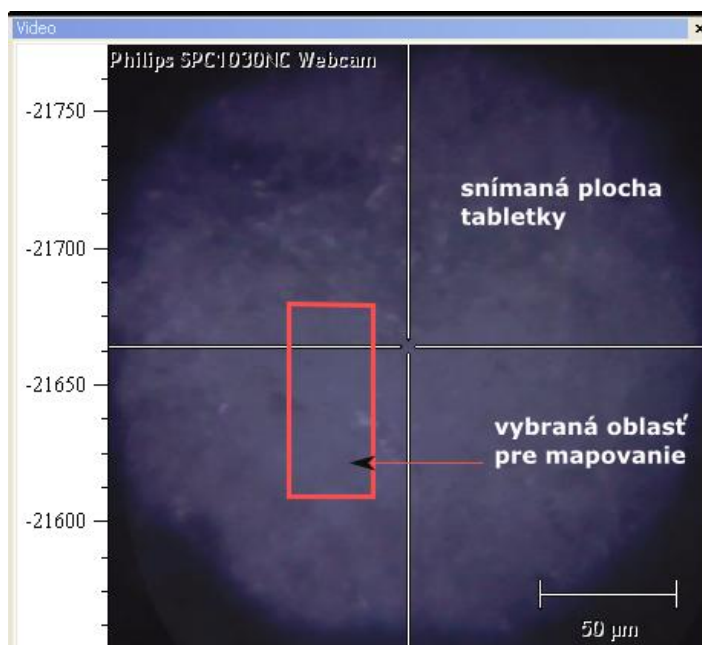 Video
Philips SPC1030NC Webcam
-21750
snímaná plocha
tabletky
-21700
-21650
vybraná oblasť
pre mapovanie
-21600
50 µm